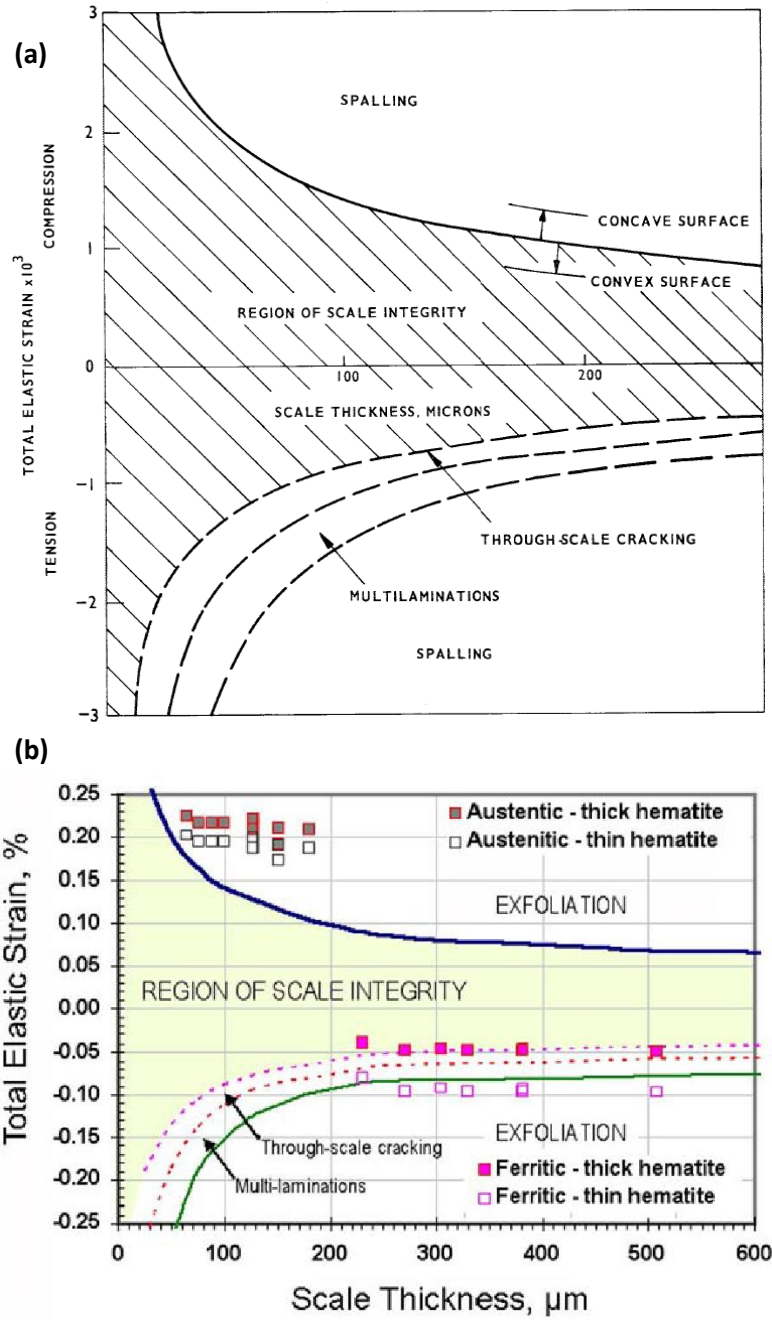 (a)
3
2
1
0
−1
−2
−3
TOTAL ELASTIC STRAIN ×10³
COMPRESSION
TENSION
SPALLING
CONCAVE SURFACE
CONVEX SURFACE
REGION OF SCALE INTEGRITY
100
200
SCALE THICKNESS, MICRONS
THROUGH-SCALE CRACKING
MULTILAMINATIONS
SPALLING
(b)
0.25
0.20
0.15
0.10
0.05
0.00
-0.05
-0.10
-0.15
-0.20
-0.25
Total Elastic Strain, %
Austentic - thick hematite
Austenitic - thin hematite
EXFOLIATION
REGION OF SCALE INTEGRITY
Through-scale cracking
Multi-laminations
EXFOLIATION
Ferritic - thick hematite
Ferritic - thin hematite
0
100
200
300
400
500
600
Scale Thickness, µm